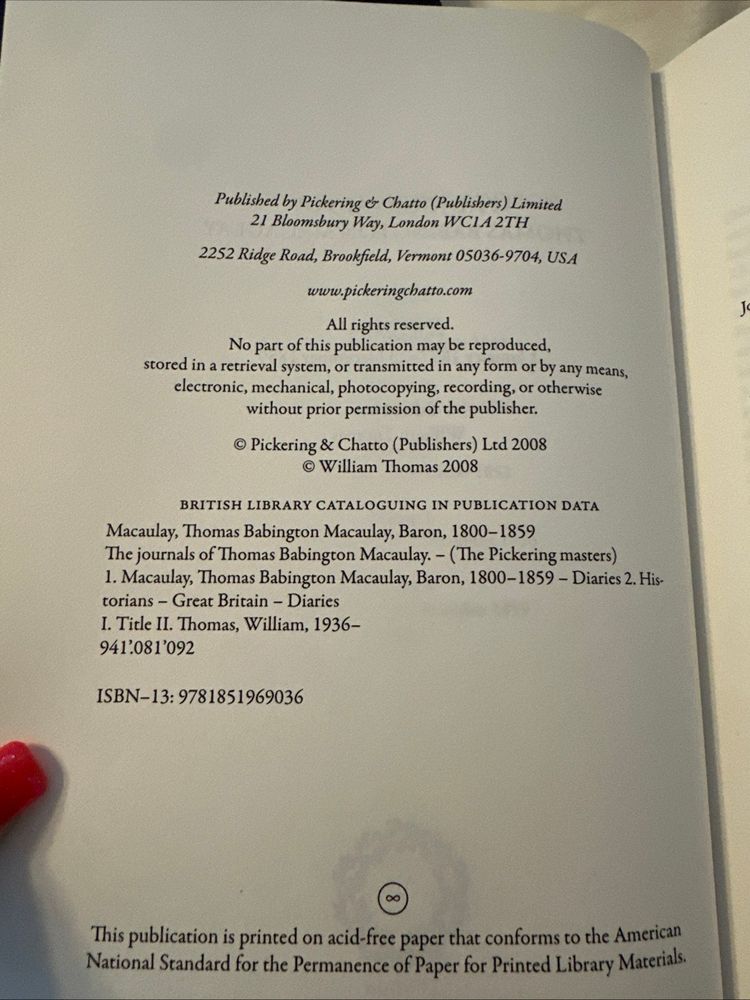 Published by Pickering & Chatto (Publishers) Limited
21 Bloomsbury Way, London WC1A 2TH
2252 Ridge Road, Brookfield, Vermont 05036-9704, USA
www.pickeringchatto.com
All rights reserved.
No part of this publication may be reproduced,
stored in a retrieval system, or transmitted in any form or by any means,
electronic, mechanical, photocopying, recording, or otherwise
without prior permission of the publisher.
© Pickering & Chatto (Publishers) Ltd 2008
© William Thomas 2008
BRITISH LIBRARY CATALOGUING IN PUBLICATION DATA
Macaulay, Thomas Babington Macaulay, Baron, 1800–1859
The journals of Thomas Babington Macaulay. – (The Pickering masters)
1. Macaulay, Thomas Babington Macaulay, Baron, 1800–1859 – Diaries 2. His-
torians – Great Britain – Diaries
I. Title II. Thomas, William, 1936–
941'.081'092
ISBN–13: 9781851969036
This publication is printed on acid-free paper that conforms to the American
National Standard for the Permanence of Paper for Printed Library Materials.